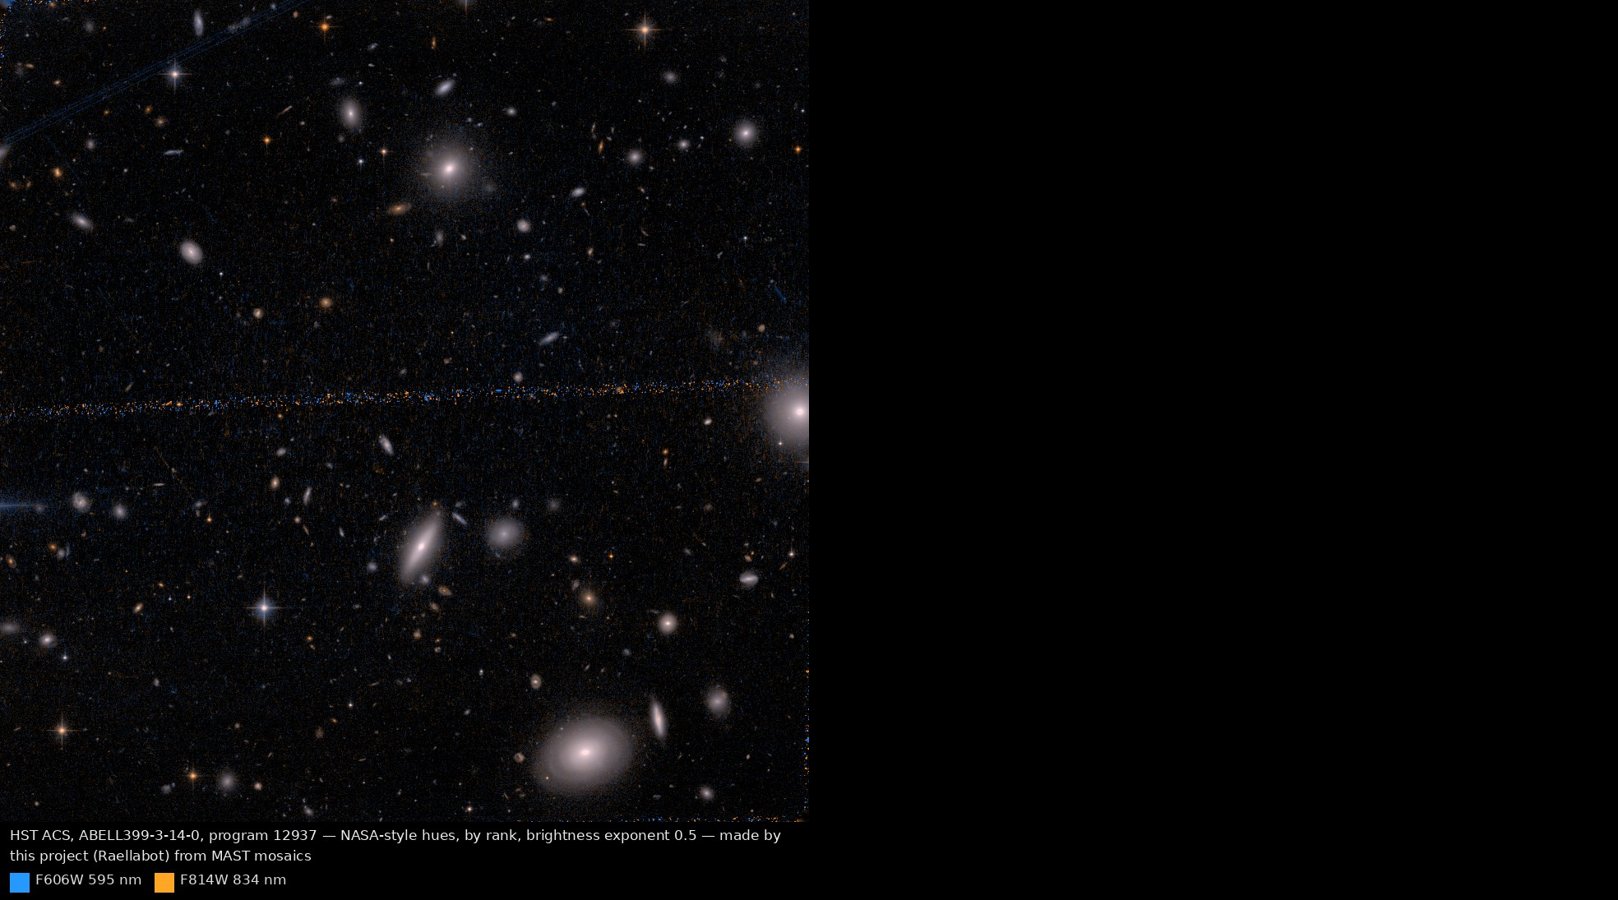 HST ACS, ABELL399-3-14-0, program 12937 — NASA-style hues, by rank, brightness exponent 0.5 — made by
this project (Raellabot) from MAST mosaics
F606W 595 nm F814W 834 nm